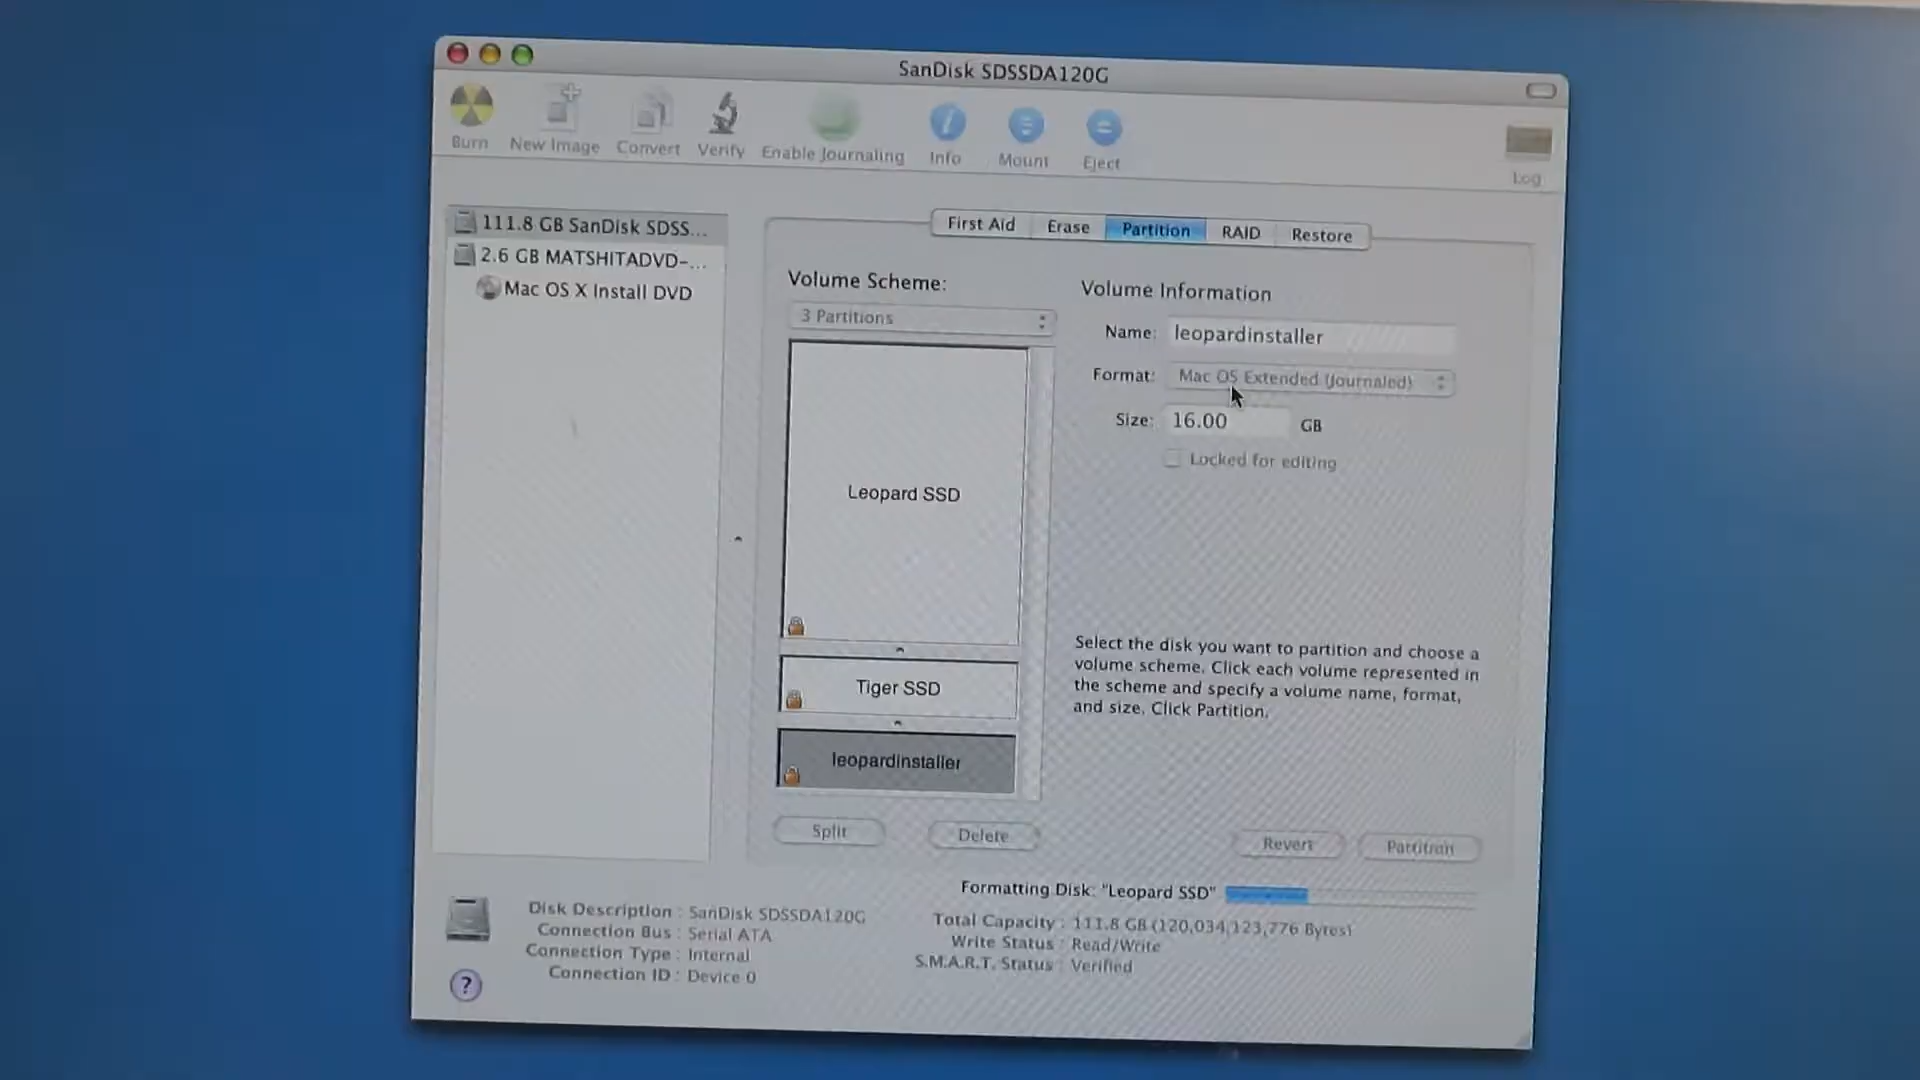 SanDisk SDSSDA120G
Burn
New Image
Convert
Verify
Enable Journaling
Info
Mount
Eject
Log
111.8 GB SanDisk SDSS...
2.6 GB MATSHITADVD-...
Mac OS X Install DVD
First Aid
Erase
Partition
RAID
Restore
Volume Scheme:
3 Partitions
Leopard SSD
Tiger SSD
leopardinstaller
Split
Delete
Volume Information
Name: leopardinstaller
Format: Mac OS Extended (Journaled)
Size: 16.00 GB
Locked for editing
Select the disk you want to partition and choose a
volume scheme. Click each volume represented in
the scheme and specify a volume name, format,
and size. Click Partition.
Revert
Partition
Formatting Disk: "Leopard SSD"
Disk Description : SanDisk SDSSDA120G
Connection Bus : Serial ATA
Connection Type : Internal
Connection ID : Device 0
Total Capacity : 111.8 GB (120,034,123,776 Bytes)
Write Status : Read/Write
S.M.A.R.T. Status : Verified
?